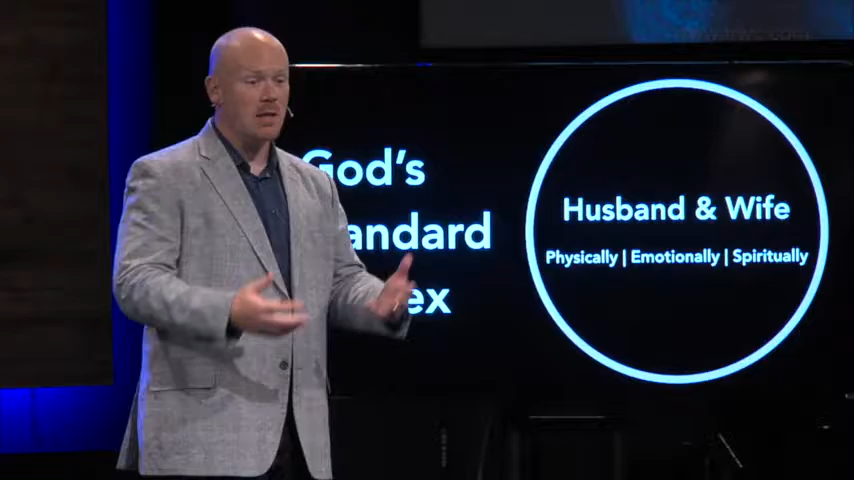 God's
andard
ex
Husband & Wife
Physically | Emotionally | Spiritually